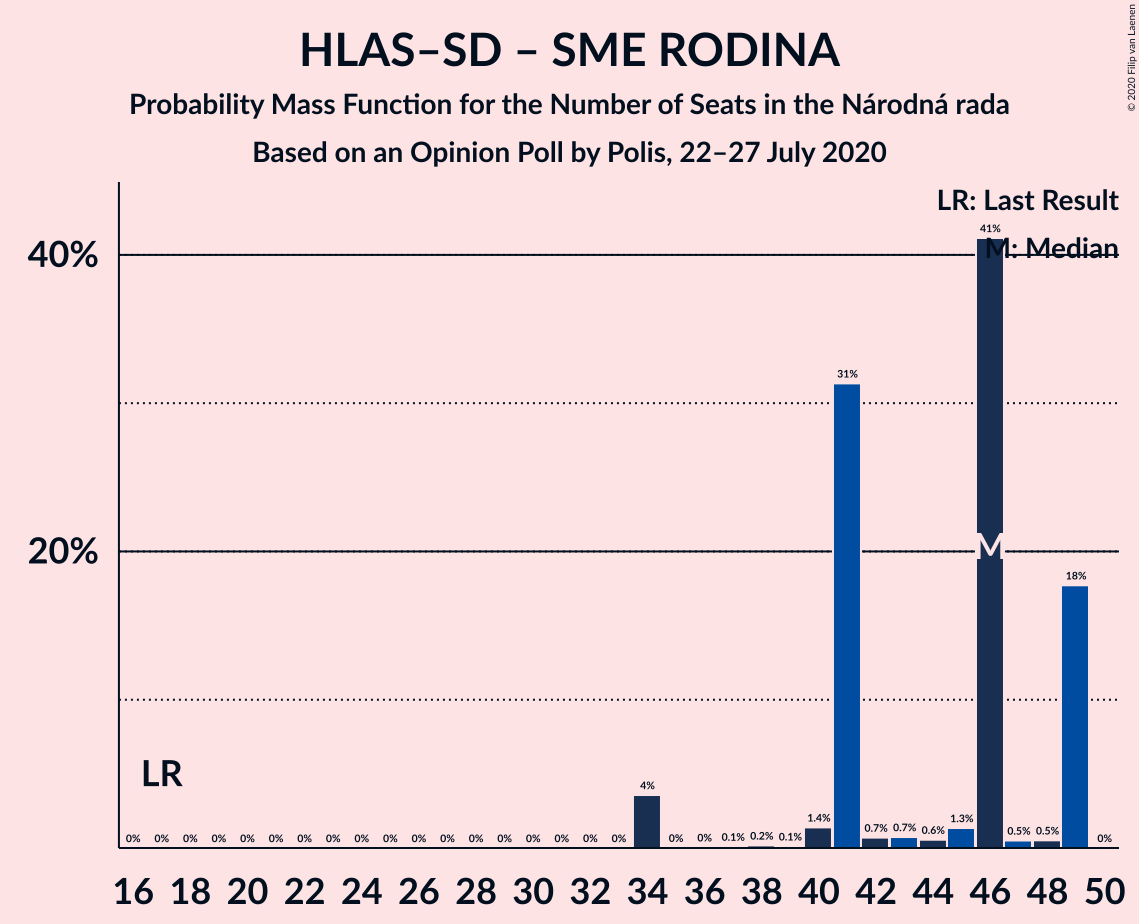 HLAS–SD – SME RODINA
Probability Mass Function for the Number of Seats in the Národná rada
Based on an Opinion Poll by Polis, 22–27 July 2020
© 2020 Filip van Laenen
LR: Last Result
M: Median
40%
20%
LR
M
0% 0% 0% 0% 0% 0% 0% 0% 0% 0% 0% 0% 0% 0% 0% 0% 0% 0% 4% 0% 0% 0.1% 0.2% 0.1% 1.4% 31% 0.7% 0.7% 0.6% 1.3% 41% 0.5% 0.5% 18% 0%
16 18 20 22 24 26 28 30 32 34 36 38 40 42 44 46 48 50